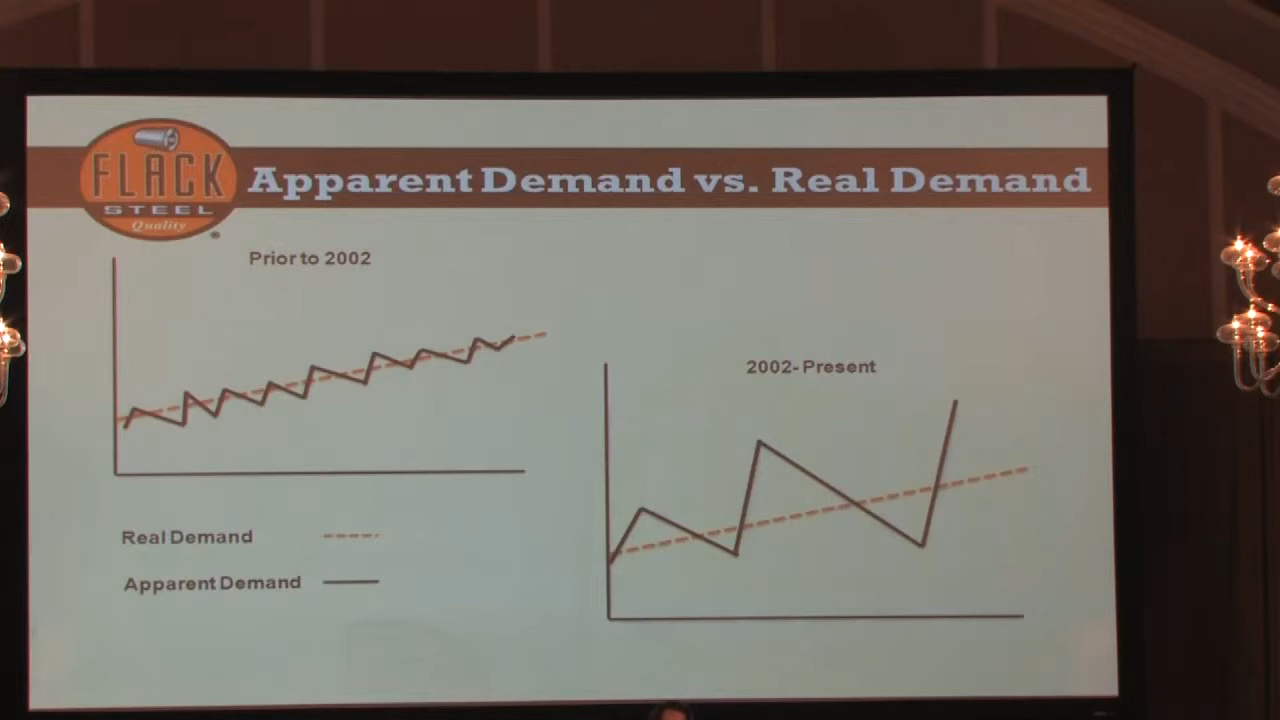 FLACK
STEEL
Quality
®
Apparent Demand vs. Real Demand
Prior to 2002
2002- Present
Real Demand
Apparent Demand